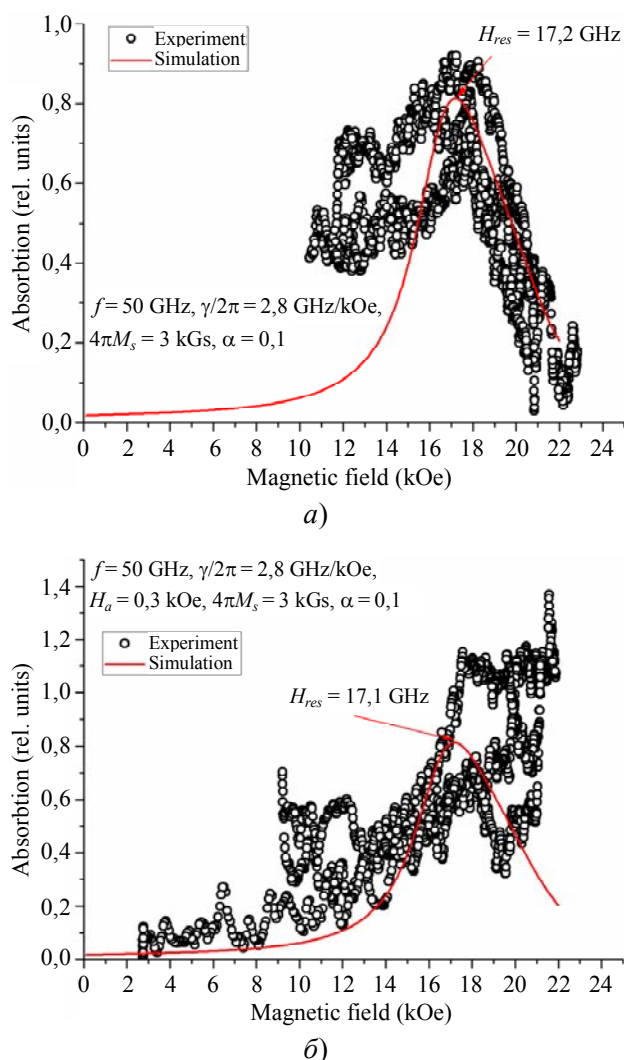 1,0
0,8
0,6
0,4
0,2
0,0
Absorbtion (rel. units)
Experiment
Simulation
H_res = 17,2 GHz
f = 50 GHz, γ/2π = 2,8 GHz/kOe,
4πM_s = 3 kGs, α = 0,1
0 2 4 6 8 10 12 14 16 18 20 22 24
Magnetic field (kOe)
а)
1,4
1,2
1,0
0,8
0,6
0,4
0,2
0,0
Absorbtion (rel. units)
f = 50 GHz, γ/2π = 2,8 GHz/kOe,
H_a = 0,3 kOe, 4πM_s = 3 kGs, α = 0,1
Experiment
Simulation
H_res = 17,1 GHz
0 2 4 6 8 10 12 14 16 18 20 22 24
Magnetic field (kOe)
б)